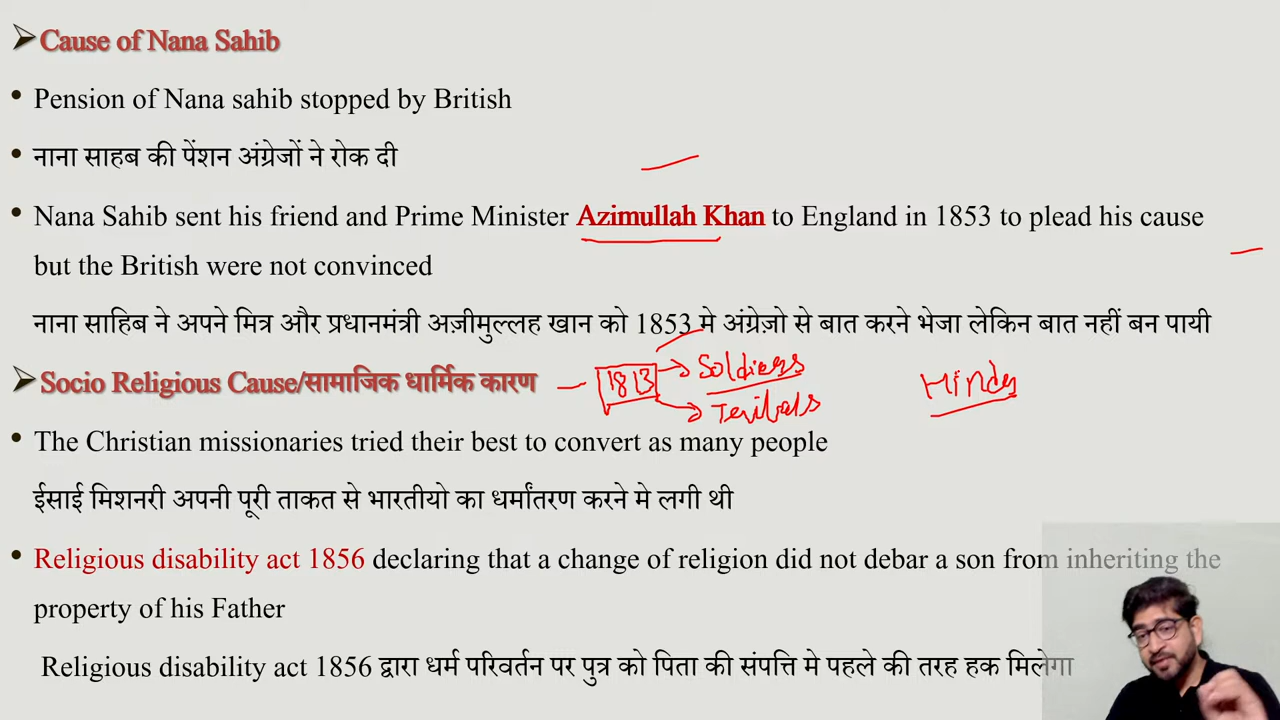 Cause of Nana Sahib
Pension of Nana sahib stopped by British
नाना साहब की पेंशन अंग्रेजों ने रोक दी
Nana Sahib sent his friend and Prime Minister Azimullah Khan to England in 1853 to plead his cause
but the British were not convinced
नाना साहिब ने अपने मित्र और प्रधानमंत्री अज़ीमुल्लह खान को 1853 मे अंग्रेज़ो से बात करने भेजा लेकिन बात नहीं बन पायी
Socio Religious Cause/सामाजिक धार्मिक कारण
1813
Soldiers
Hindu
The Christian missionaries tried their best to convert as many people
ईसाई मिशनरी अपनी पूरी ताकत से भारतीयो का धर्मांतरण करने मे लगी थी
Religious disability act 1856 declaring that a change of religion did not debar a son from inheriting the
property of his Father
Religious disability act 1856 द्वारा धर्म परिवर्तन पर पुत्र को पिता की संपत्ति मे पहले की तरह हक मिलेगा